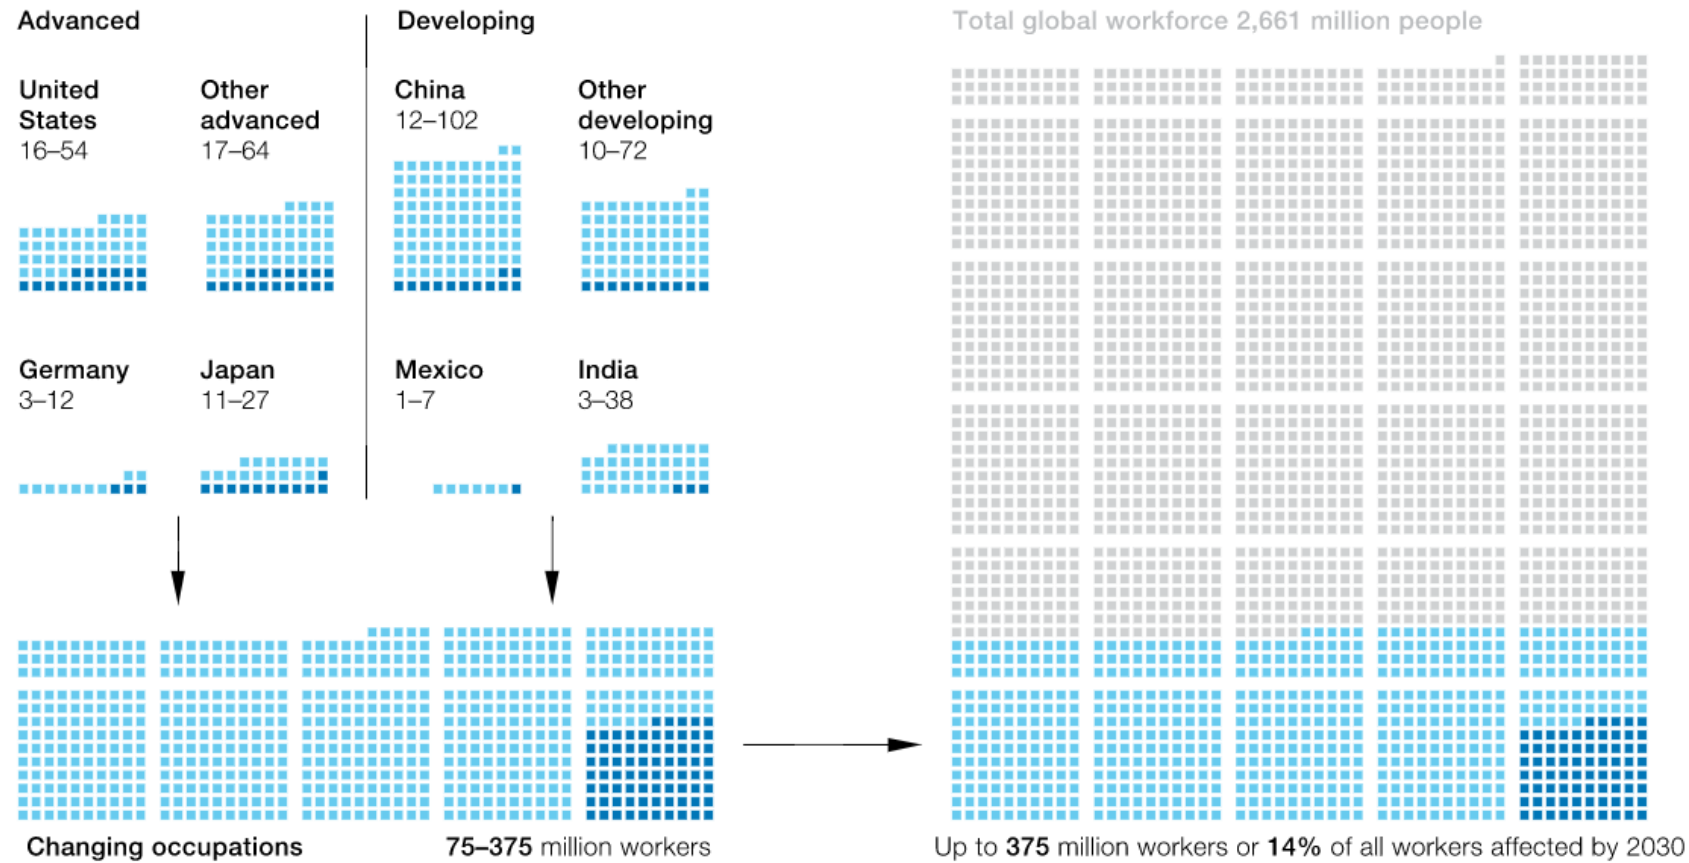 Advanced
Developing
Total global workforce 2,661 million people
United
States
16–54
Other
advanced
17–64
China
12–102
Other
developing
10–72
Germany
3–12
Japan
11–27
Mexico
1–7
India
3–38
Changing occupations
75–375 million workers
Up to 375 million workers or 14% of all workers affected by 2030